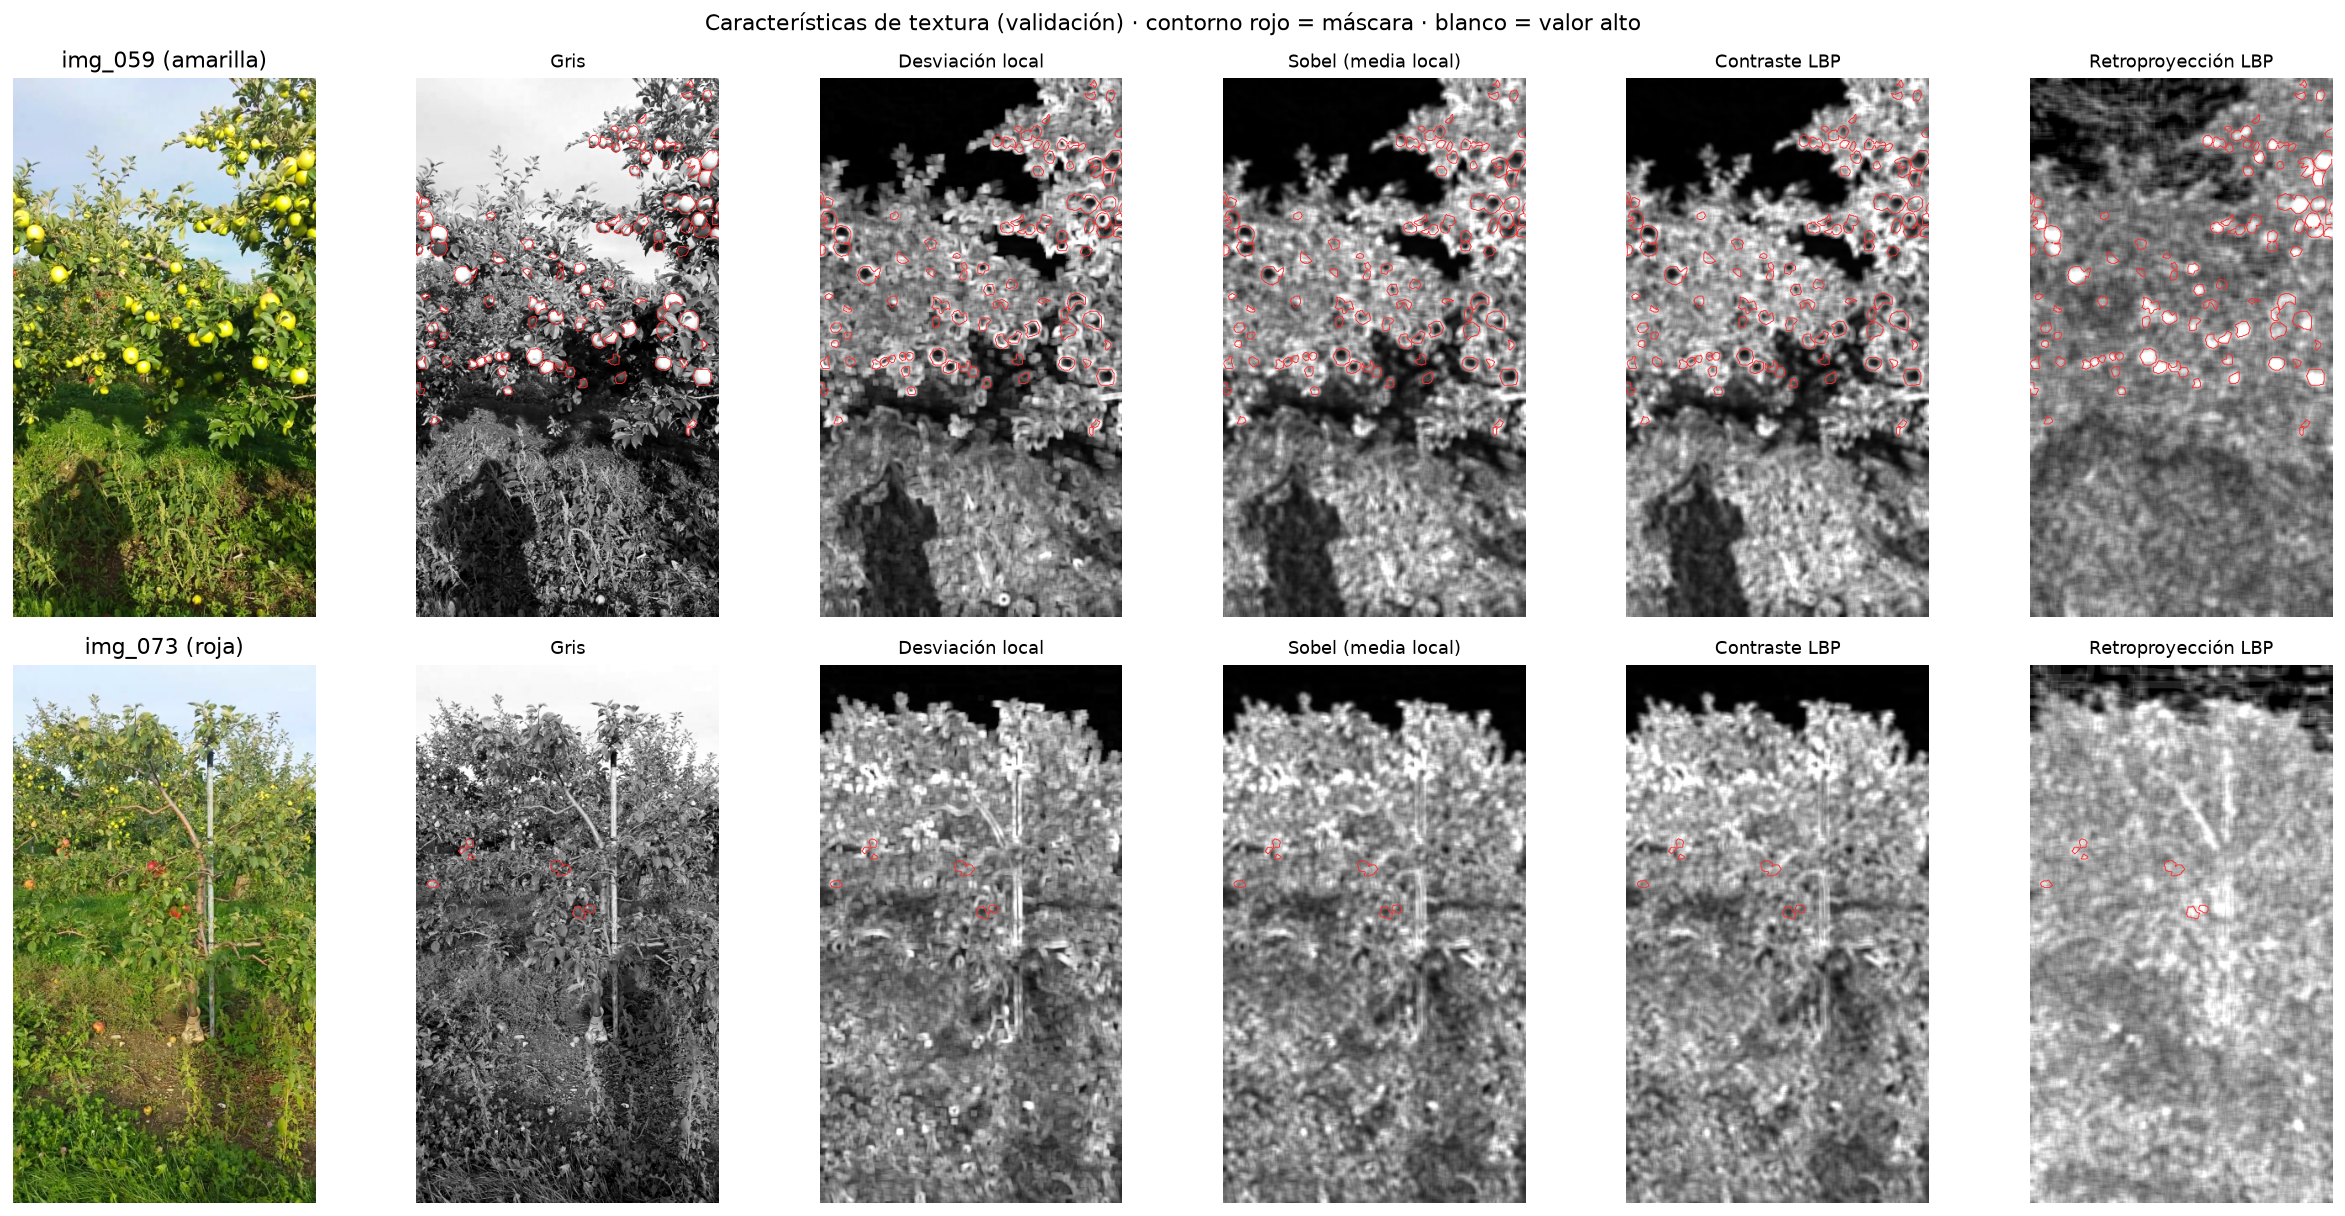 Características de textura (validación) · contorno rojo = máscara · blanco = valor alto
img_059 (amarilla)
Gris
Desviación local
Sobel (media local)
Contraste LBP
Retroproyección LBP
img_073 (roja)
Gris
Desviación local
Sobel (media local)
Contraste LBP
Retroproyección LBP